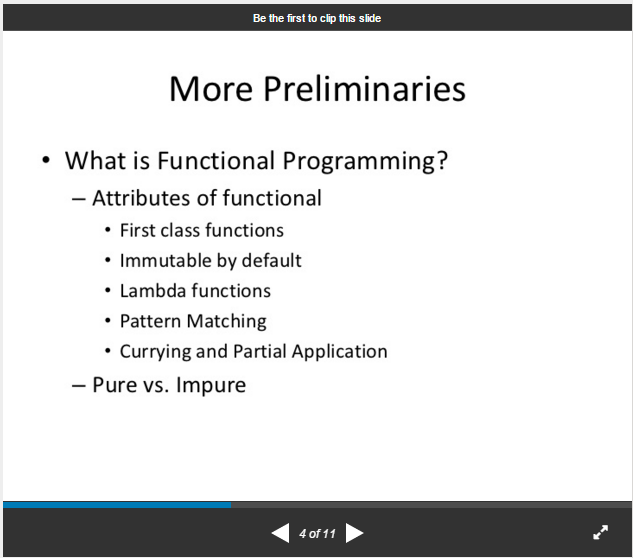 Be the first to clip this slide
More Preliminaries
• What is Functional Programming?
– Attributes of functional
• First class functions
• Immutable by default
• Lambda functions
• Pattern Matching
• Currying and Partial Application
– Pure vs. Impure
4 of 11